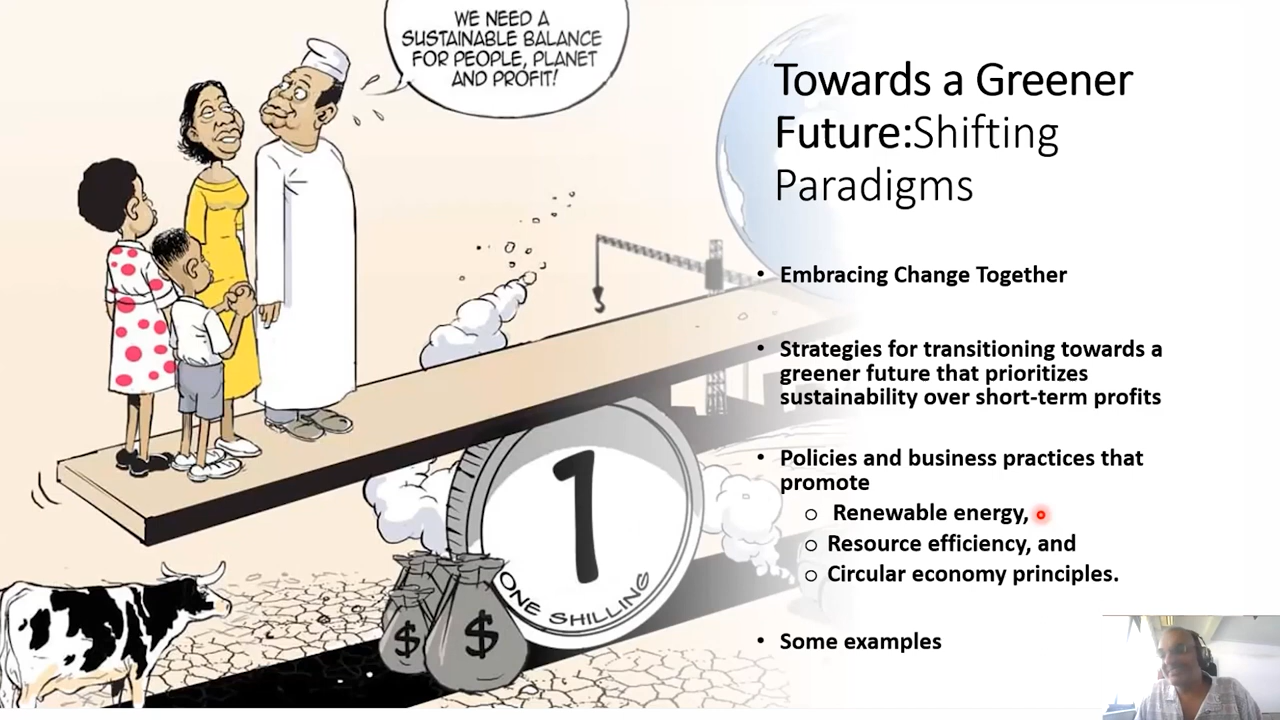 WE NEED A
SUSTAINABLE BALANCE
FOR PEOPLE, PLANET
AND PROFIT!
Towards a Greener
Future:Shifting
Paradigms
• Embracing Change Together
• Strategies for transitioning towards a
greener future that prioritizes
sustainability over short-term profits
• Policies and business practices that
promote
o Renewable energy,
o Resource efficiency, and
o Circular economy principles.
• Some examples
1
ONE SHILLING
$ $